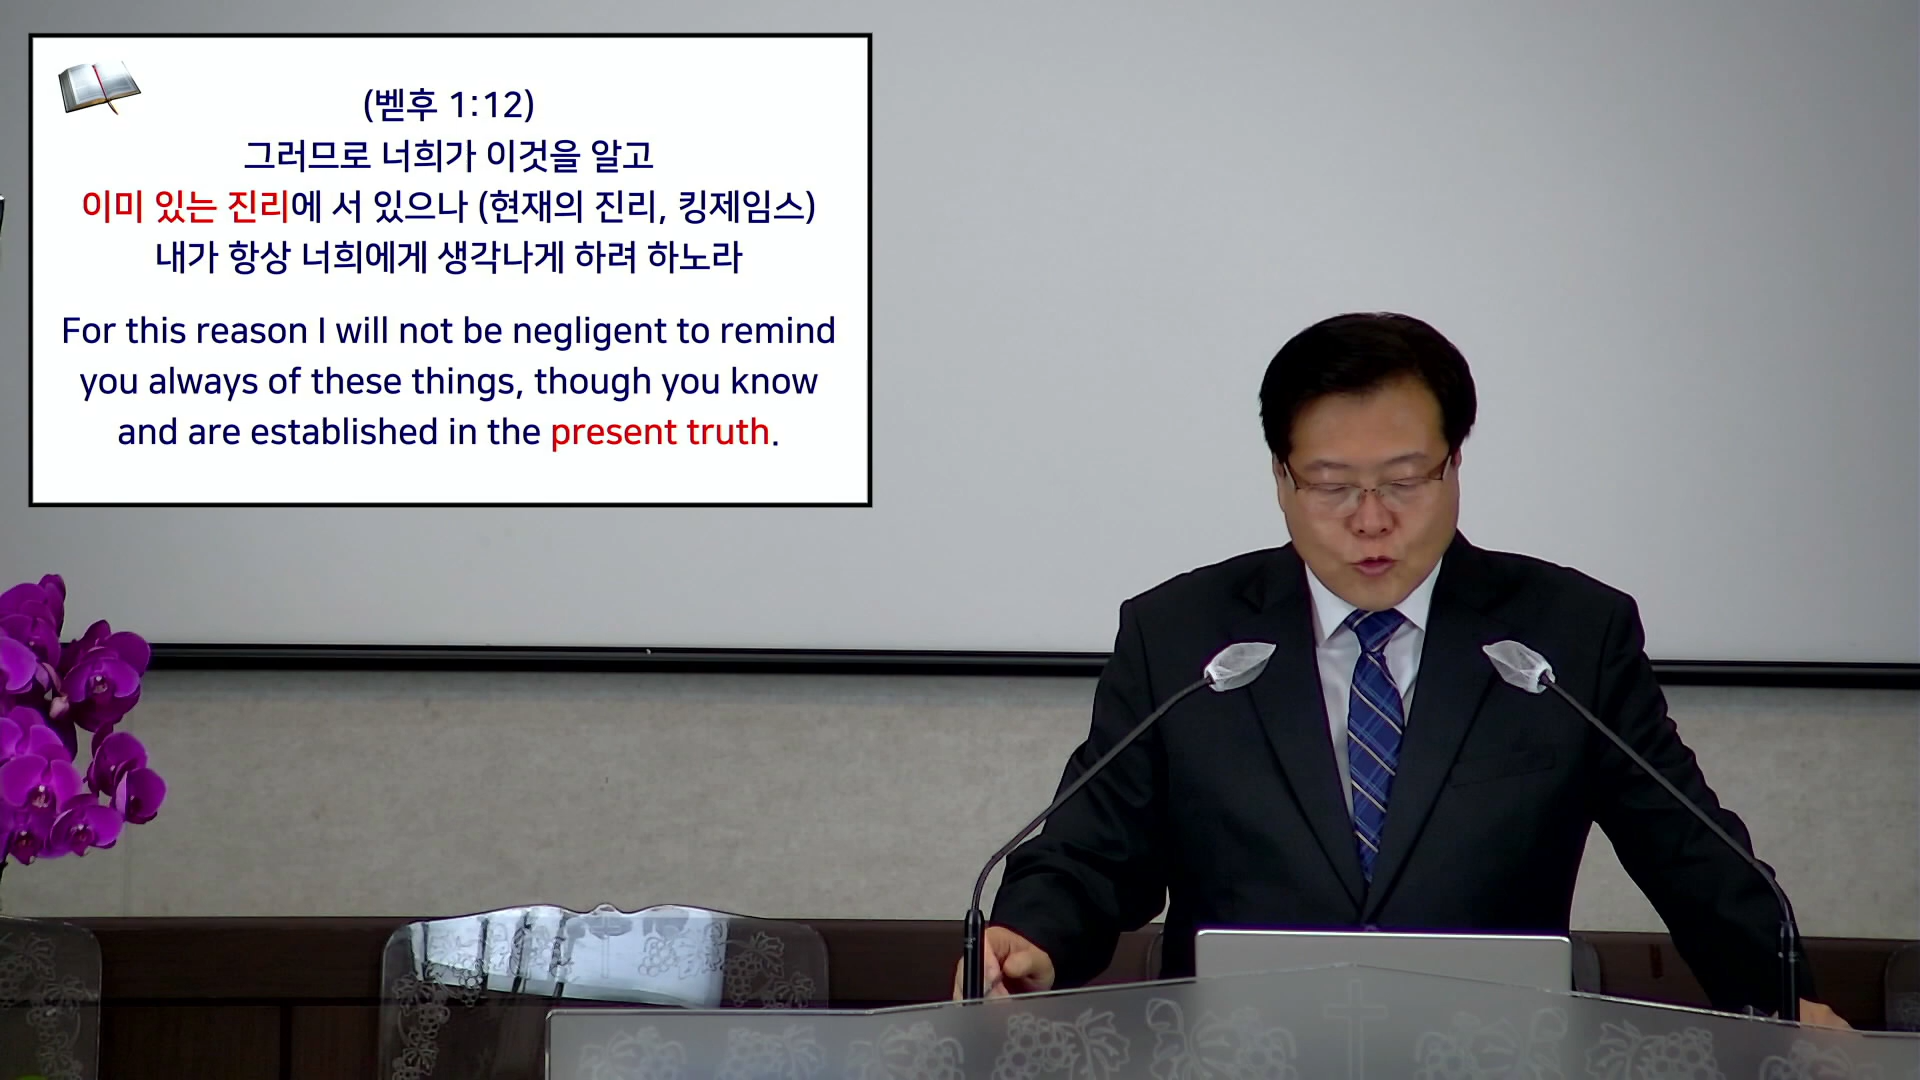 (벧후 1:12)
그러므로 너희가 이것을 알고
이미 있는 진리에 서 있으나 (현재의 진리, 킹제임스)
내가 항상 너희에게 생각나게 하려 하노라
For this reason I will not be negligent to remind
you always of these things, though you know
and are established in the present truth.